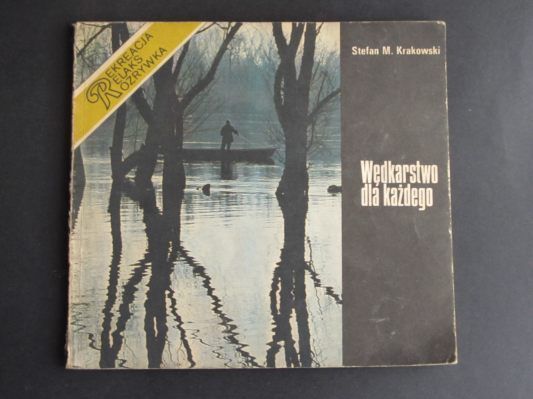 REKREACJA
RELAKS
ROZRYWKA
Stefan M. Krakowski
Wędkarstwo
dla każdego